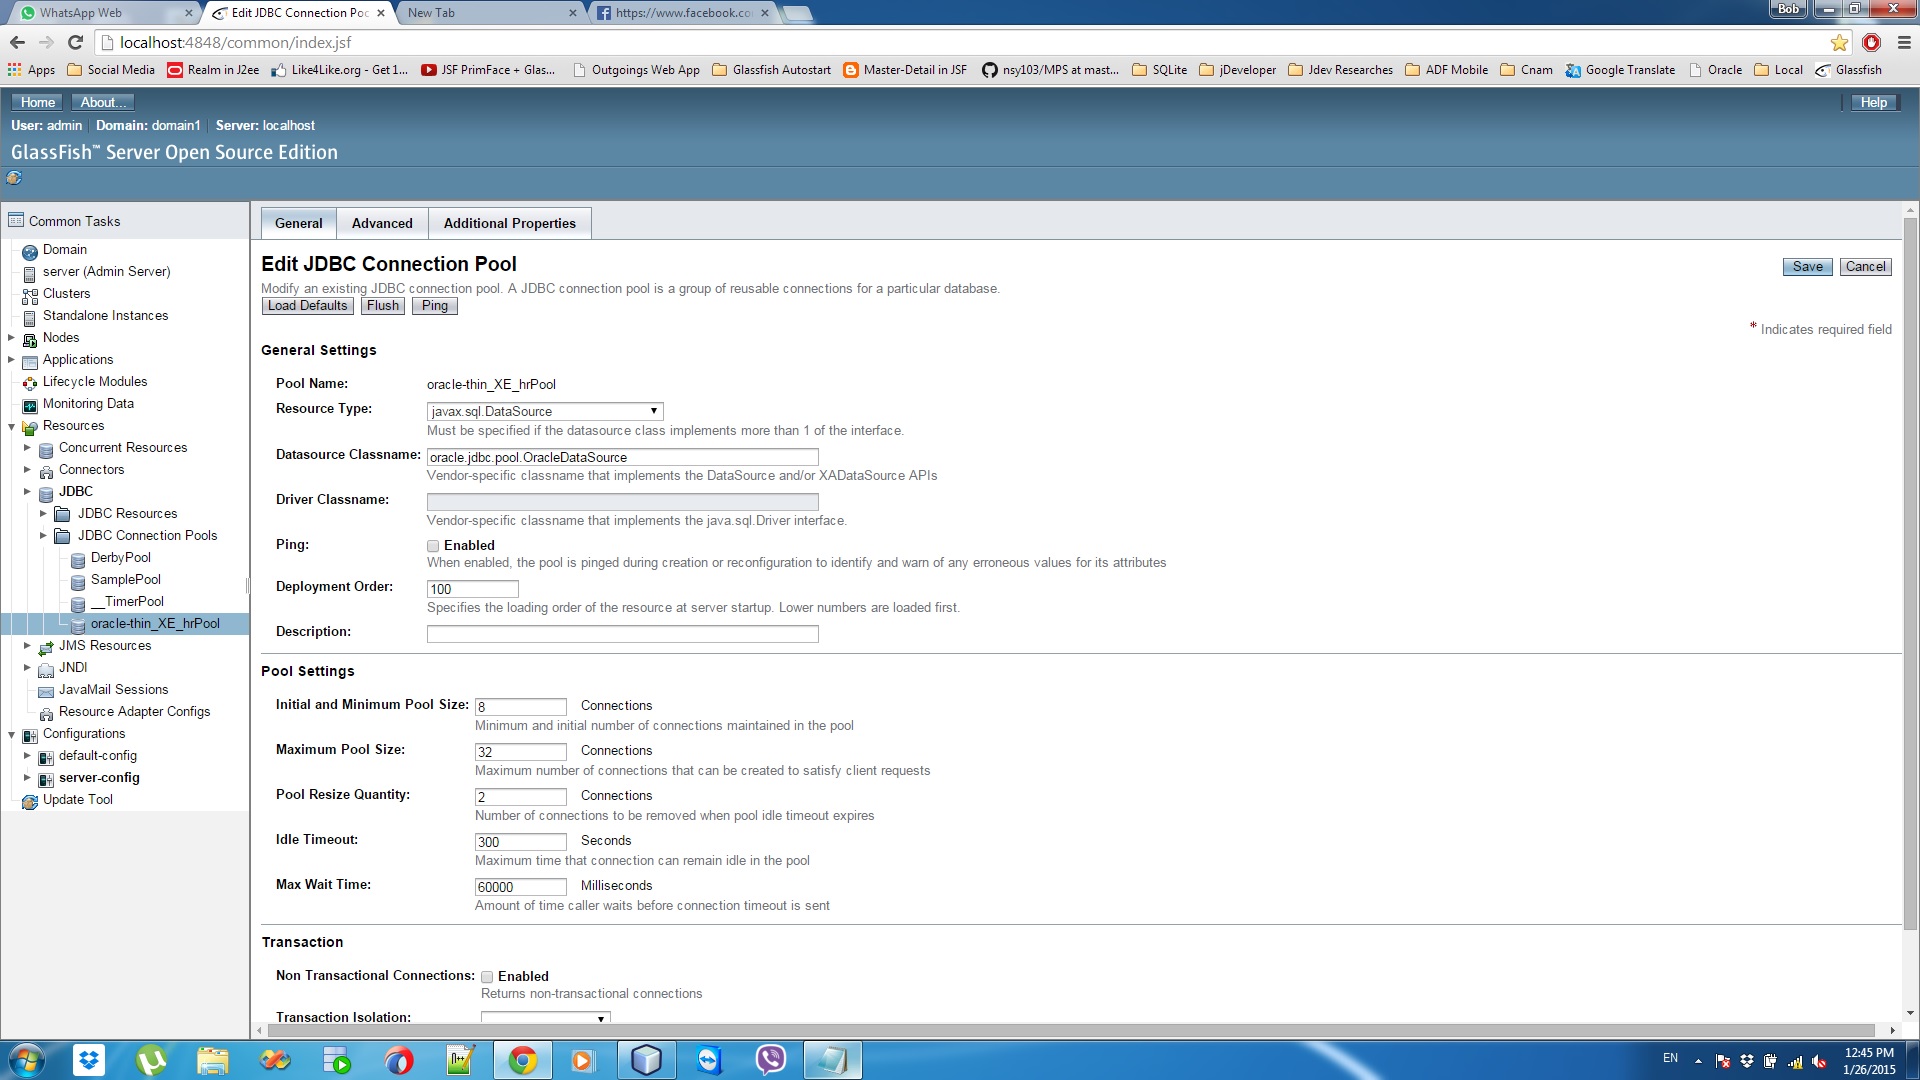 WhatsApp Web
Edit JDBC Connection Poc
New Tab
https://www.facebook.co
Bob
localhost:4848/common/index.jsf
Apps
Social Media
Realm in J2ee
Like4Like.org - Get 1...
JSF PrimFace + Glas...
Outgoings Web App
Glassfish Autostart
Master-Detail in JSF
nsy103/MPS at mast...
SQLite
jDeveloper
Jdev Researches
ADF Mobile
Cnam
Google Translate
Oracle
Local
Glassfish
Home
About...
Help
User: admin
Domain: domain1
Server: localhost
GlassFish™ Server Open Source Edition
Common Tasks
Domain
server (Admin Server)
Clusters
Standalone Instances
Nodes
Applications
Lifecycle Modules
Monitoring Data
Resources
Concurrent Resources
Connectors
JDBC
JDBC Resources
JDBC Connection Pools
DerbyPool
SamplePool
__TimerPool
oracle-thin_XE_hrPool
JMS Resources
JNDI
JavaMail Sessions
Resource Adapter Configs
Configurations
default-config
server-config
Update Tool
General
Advanced
Additional Properties
Edit JDBC Connection Pool
Save
Cancel
Modify an existing JDBC connection pool. A JDBC connection pool is a group of reusable connections for a particular database.
Load Defaults
Flush
Ping
* Indicates required field
General Settings
Pool Name: oracle-thin_XE_hrPool
Resource Type: javax.sql.DataSource
Must be specified if the datasource class implements more than 1 of the interface.
Datasource Classname: oracle.jdbc.pool.OracleDataSource
Vendor-specific classname that implements the DataSource and/or XADataSource APIs
Driver Classname:
Vendor-specific classname that implements the java.sql.Driver interface.
Ping: Enabled
When enabled, the pool is pinged during creation or reconfiguration to identify and warn of any erroneous values for its attributes
Deployment Order: 100
Specifies the loading order of the resource at server startup. Lower numbers are loaded first.
Description:
Pool Settings
Initial and Minimum Pool Size: 8 Connections
Minimum and initial number of connections maintained in the pool
Maximum Pool Size: 32 Connections
Maximum number of connections that can be created to satisfy client requests
Pool Resize Quantity: 2 Connections
Number of connections to be removed when pool idle timeout expires
Idle Timeout: 300 Seconds
Maximum time that connection can remain idle in the pool
Max Wait Time: 60000 Milliseconds
Amount of time caller waits before connection timeout is sent
Transaction
Non Transactional Connections: Enabled
Returns non-transactional connections
Transaction Isolation:
EN
12:45 PM
1/26/2015